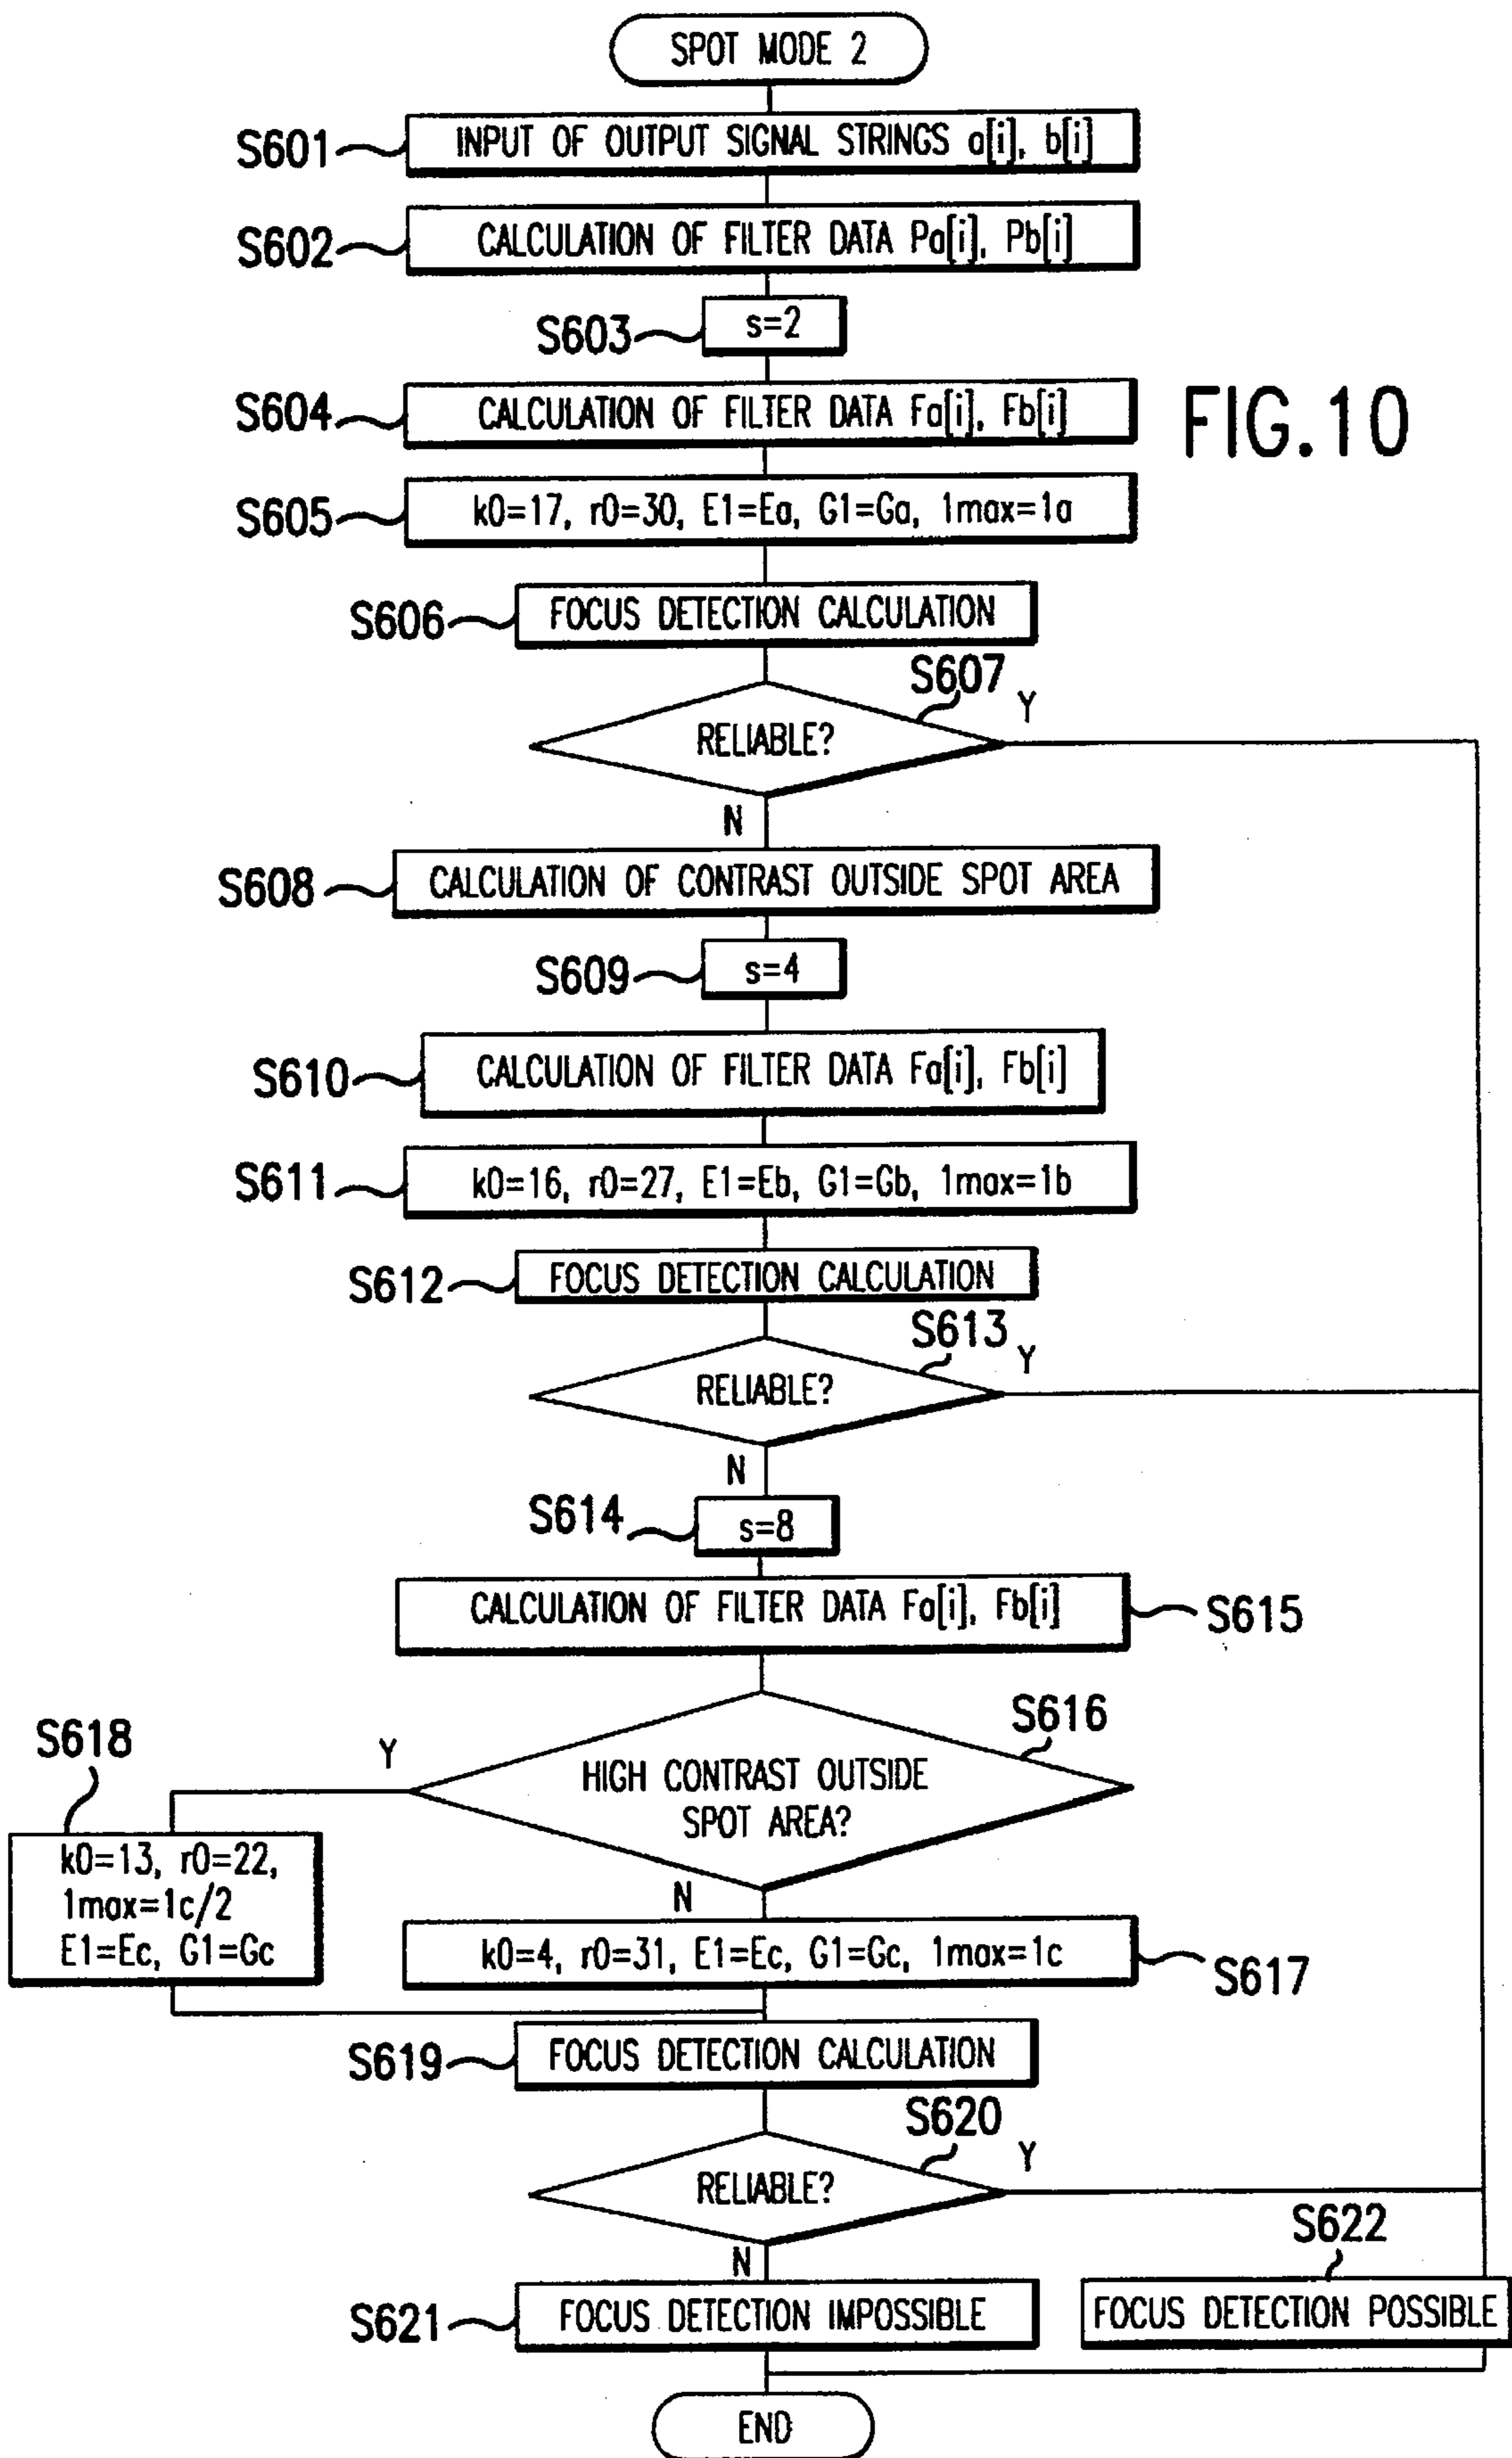 SPOT MODE 2
S601
INPUT OF OUTPUT SIGNAL STRINGS a[i], b[i]
S602
CALCULATION OF FILTER DATA Pa[i], Pb[i]
S603
s=2
S604
CALCULATION OF FILTER DATA Fa[i], Fb[i]
FIG.10
S605
k0=17, r0=30, E1=Ea, G1=Ga, 1max=1a
S606
FOCUS DETECTION CALCULATION
S607
Y
RELIABLE?
N
S608
CALCULATION OF CONTRAST OUTSIDE SPOT AREA
S609
s=4
S610
CALCULATION OF FILTER DATA Fa[i], Fb[i]
S611
k0=16, r0=27, E1=Eb, G1=Gb, 1max=1b
S612
FOCUS DETECTION CALCULATION
S613
Y
RELIABLE?
N
S614
s=8
CALCULATION OF FILTER DATA Fa[i], Fb[i]
S615
S616
HIGH CONTRAST OUTSIDE
SPOT AREA?
Y
N
S618
k0=13, r0=22,
1max=1c/2
E1=Ec, G1=Gc
k0=4, r0=31, E1=Ec, G1=Gc, 1max=1c
S617
S619
FOCUS DETECTION CALCULATION
S620
Y
RELIABLE?
N
S621
FOCUS DETECTION IMPOSSIBLE
S622
FOCUS DETECTION POSSIBLE
END